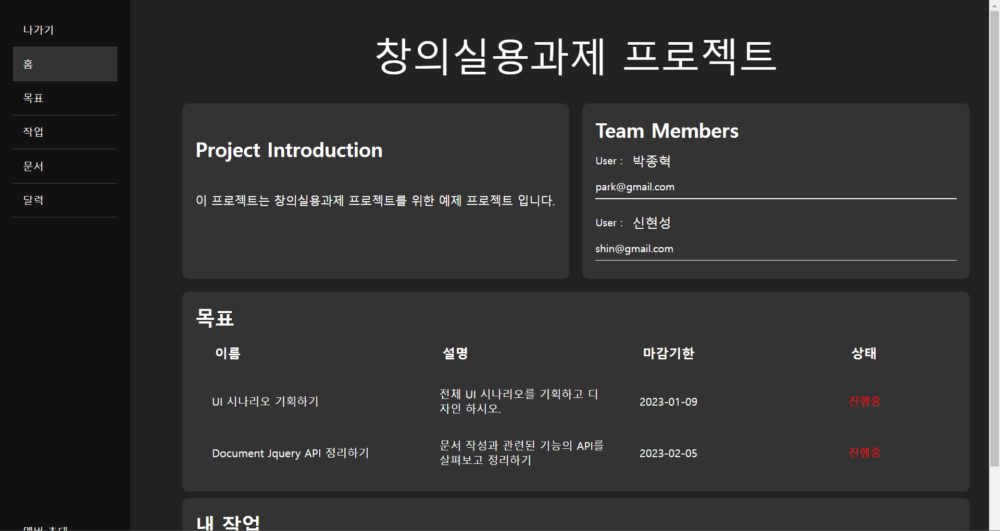 나가기
홈
목표
작업
문서
달력
멤버 초대
창의실용과제 프로젝트
Project Introduction
이 프로젝트는 창의실용과제 프로젝트를 위한 예제 프로젝트 입니다.
Team Members
User : 박종혁
park@gmail.com
User : 신현성
shin@gmail.com
목표
이름 설명 마감기한 상태
UI 시나리오 기획하기 전체 UI 시나리오를 기획하고 디
자인 하시오. 2023-01-09 진행중
Document Jquery API 정리하기 문서 작성과 관련된 기능의 API를
살펴보고 정리하기 2023-02-05 진행중
내 작업